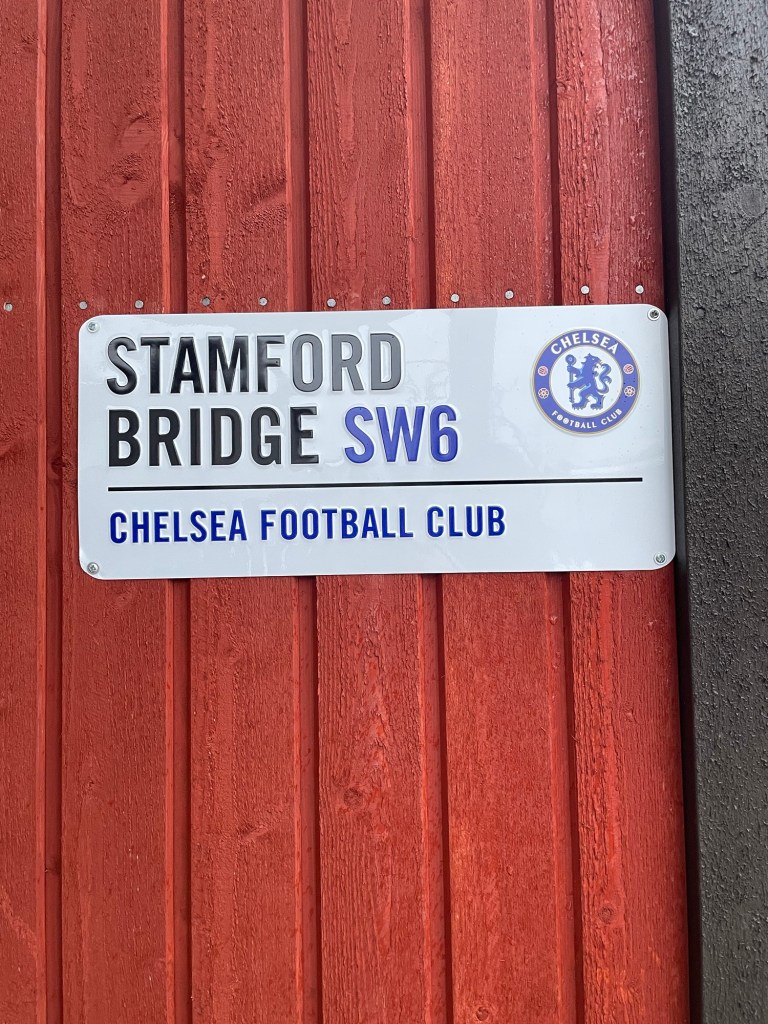 STAMFORD
BRIDGE SW6
CHELSEA FOOTBALL CLUB
CHELSEA
FOOTBALL CLUB